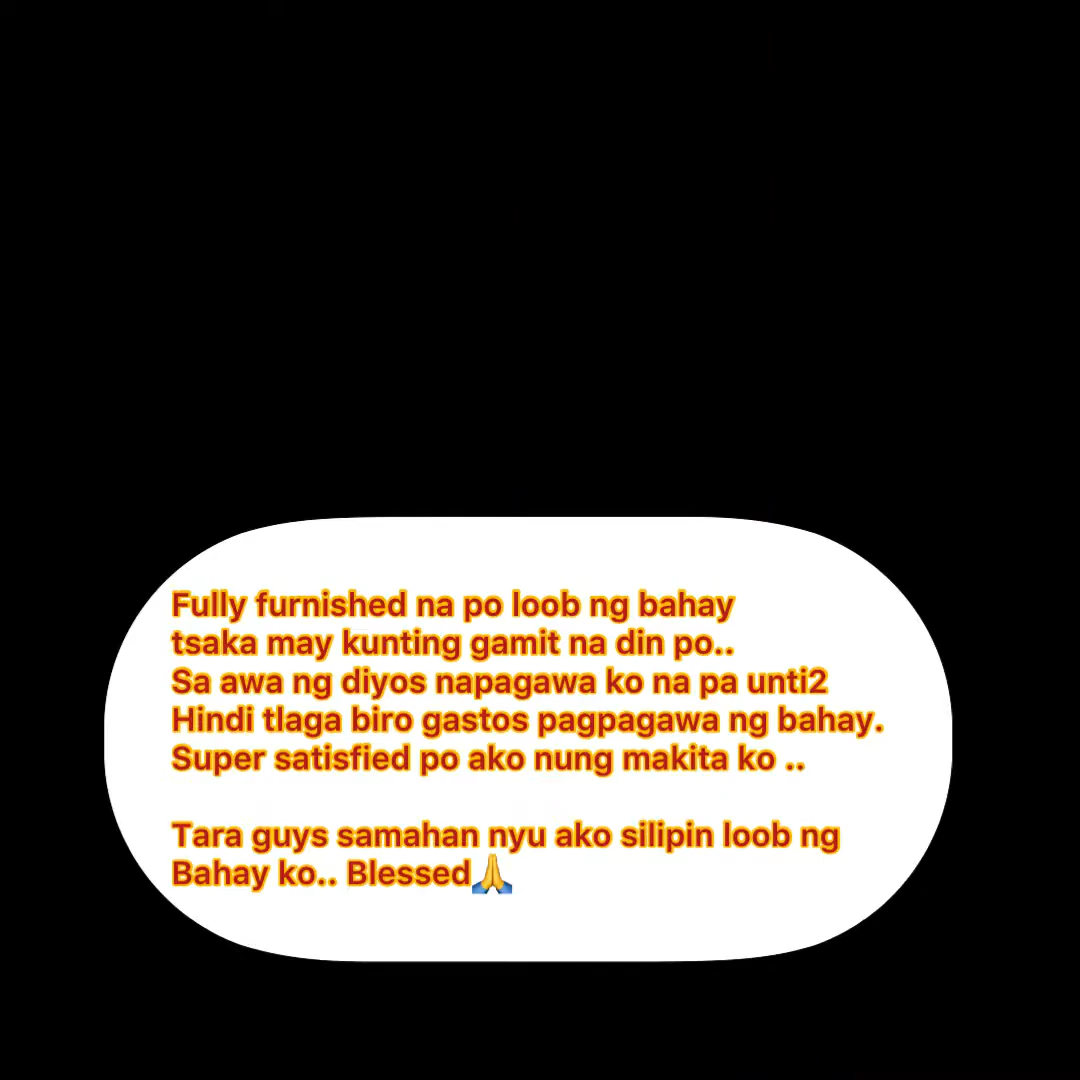 Fully furnished na po loob ng bahay
tsaka may kunting gamit na din po..
Sa awa ng diyos napagawa ko na pa unti2
Hindi tlaga biro gastos pagpagawa ng bahay.
Super satisfied po ako nung makita ko ..
Tara guys samahan nyu ako silipin loob ng
Bahay ko.. Blessed🙏